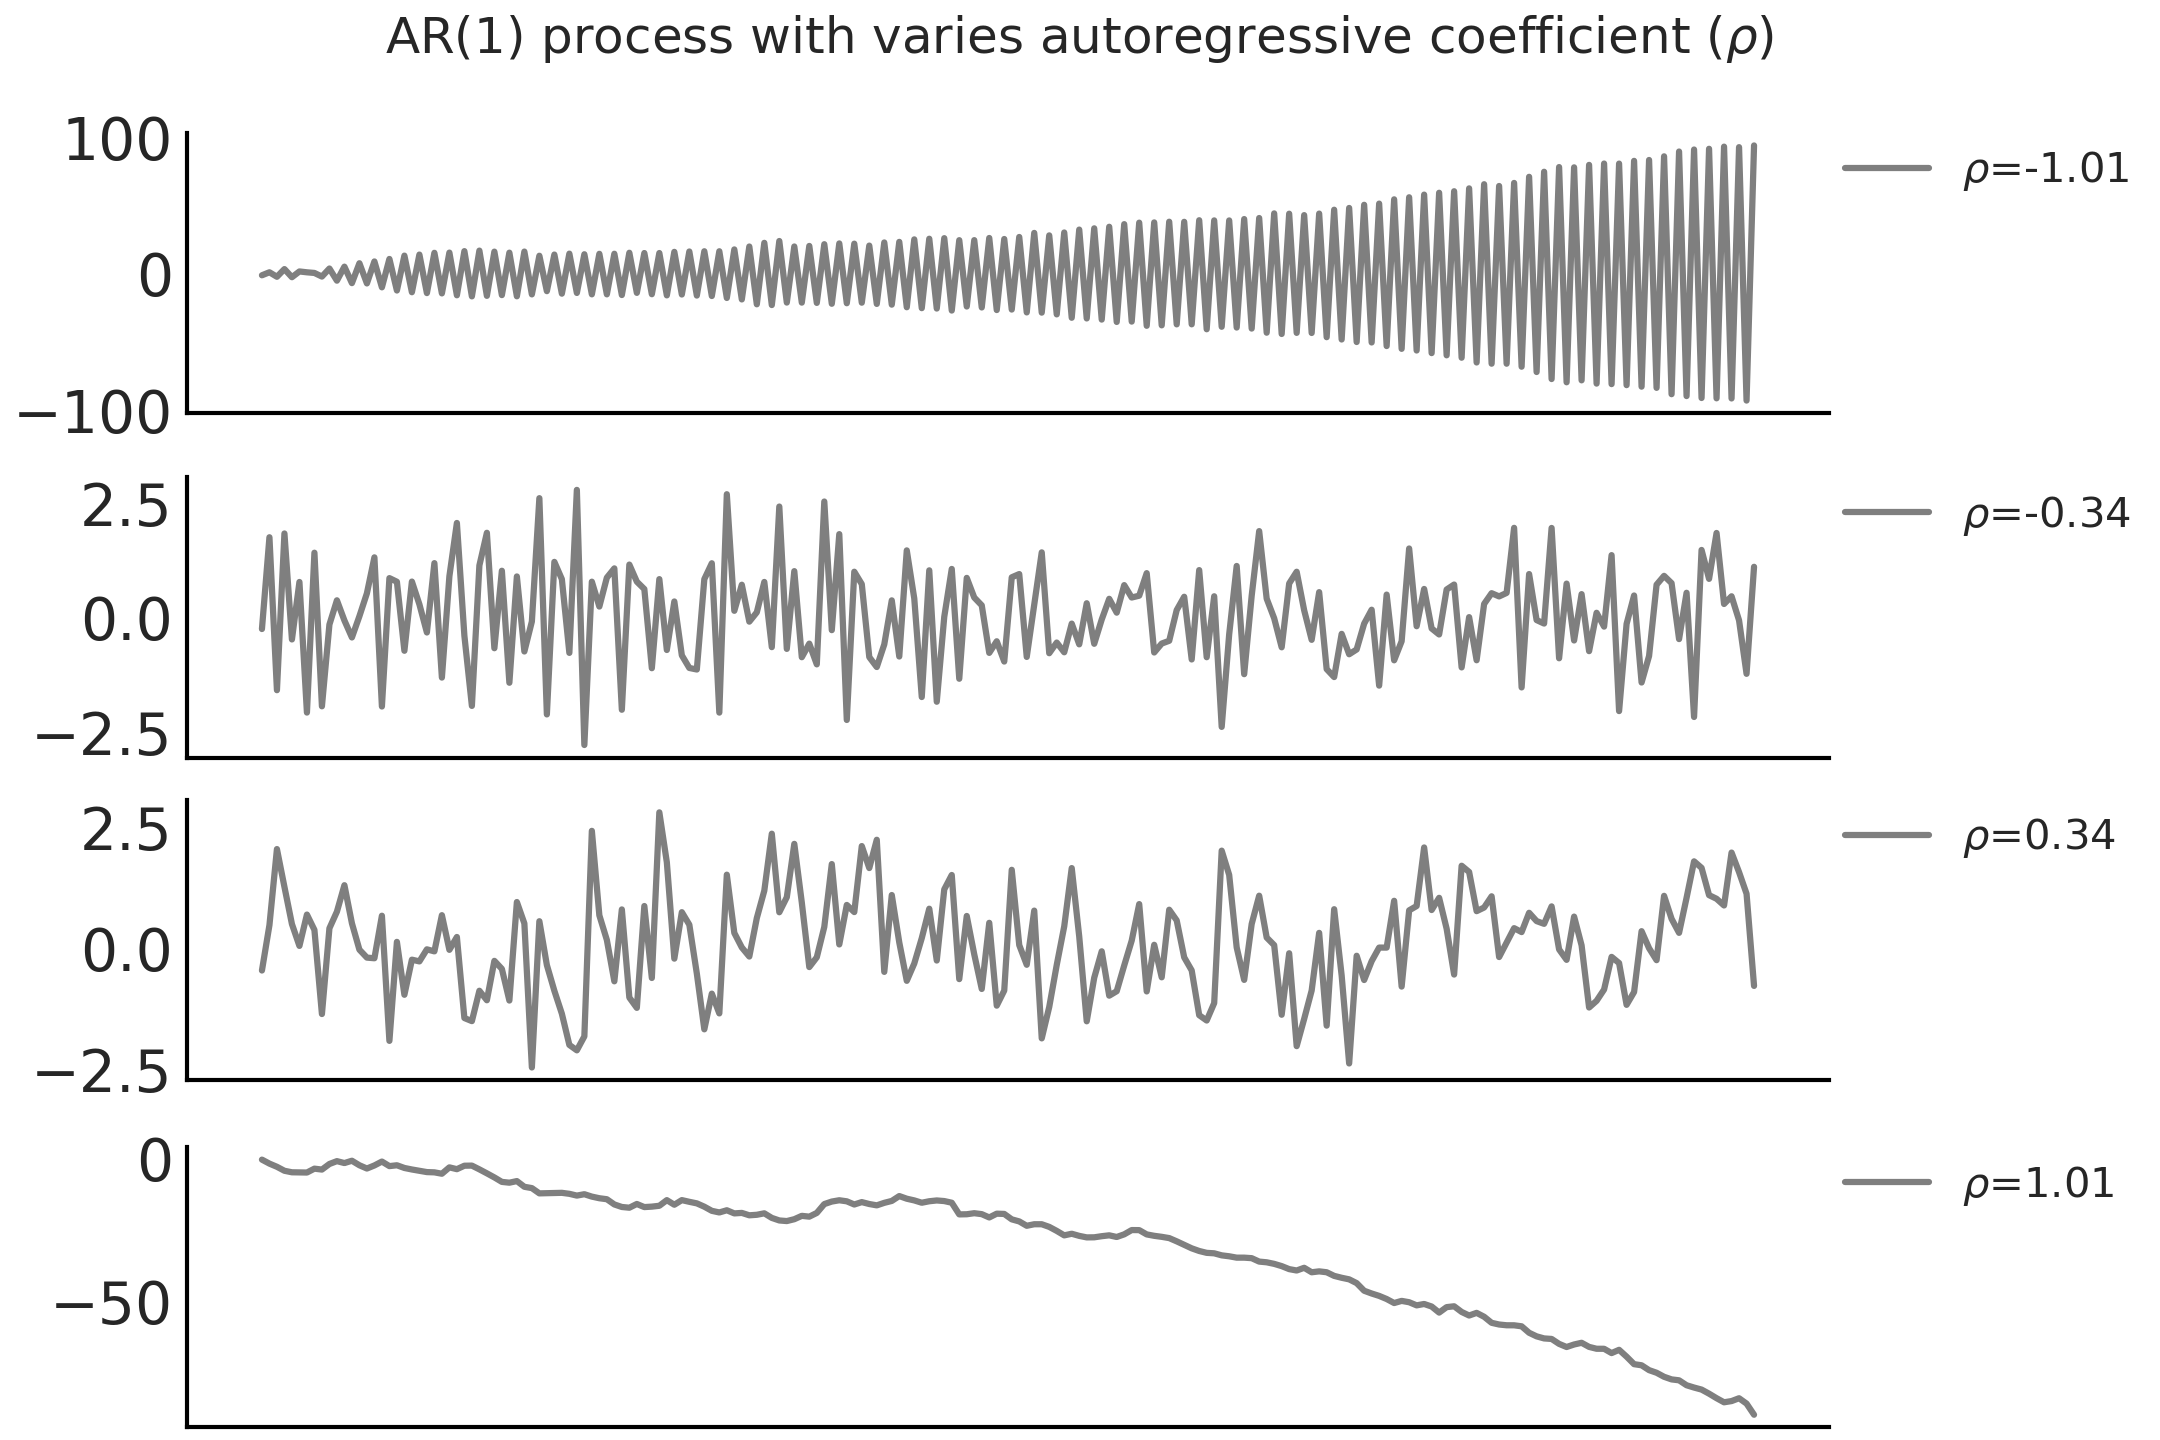 AR(1) process with varies autoregressive coefficient (ρ)
100
0
−100
ρ=-1.01
2.5
0.0
−2.5
ρ=-0.34
2.5
0.0
−2.5
ρ=0.34
0
−50
ρ=1.01